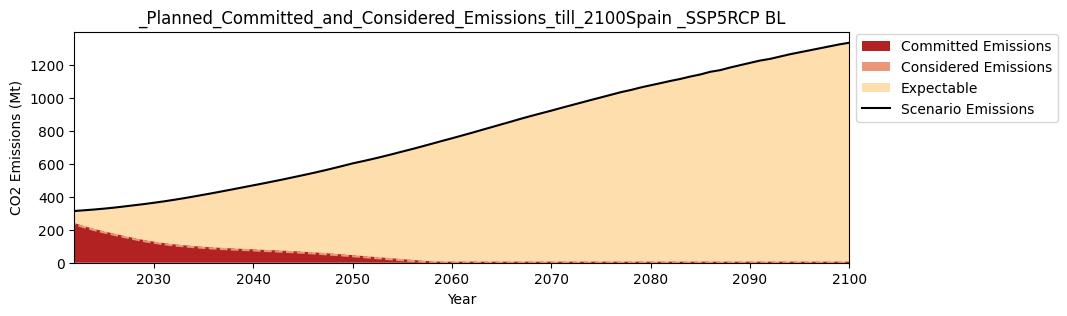 _Planned_Committed_and_Considered_Emissions_till_2100Spain _SSP5RCP BL
CO2 Emissions (Mt)
1200
1000
800
600
400
200
0
2030 2040 2050 2060 2070 2080 2090 2100
Year
Committed Emissions
Considered Emissions
Expectable
Scenario Emissions